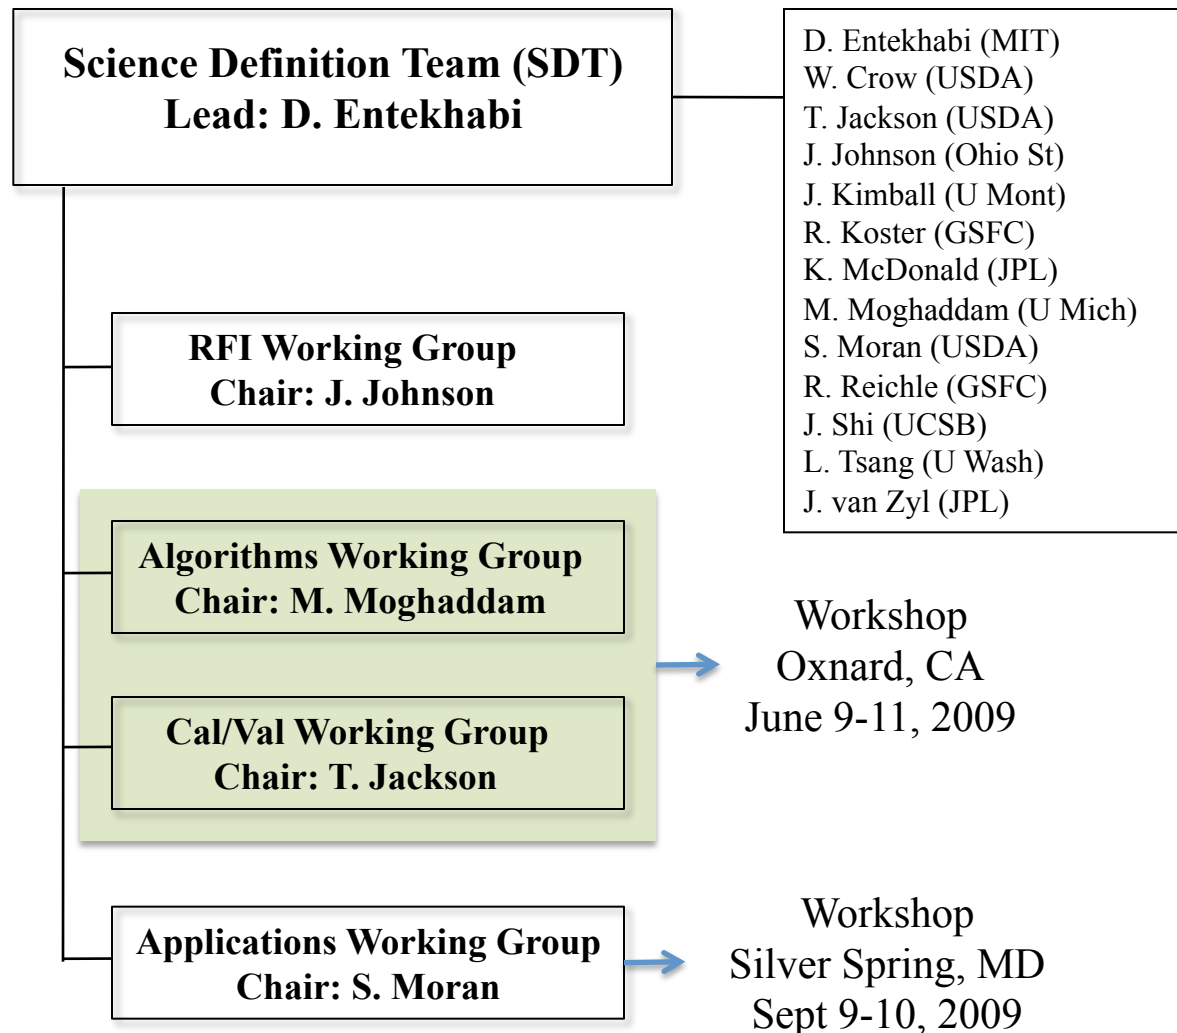 Science Definition Team (SDT)
Lead: D. Entekhabi
D. Entekhabi (MIT)
W. Crow (USDA)
T. Jackson (USDA)
J. Johnson (Ohio St)
J. Kimball (U Mont)
R. Koster (GSFC)
K. McDonald (JPL)
M. Moghaddam (U Mich)
S. Moran (USDA)
R. Reichle (GSFC)
J. Shi (UCSB)
L. Tsang (U Wash)
J. van Zyl (JPL)
RFI Working Group
Chair: J. Johnson
Algorithms Working Group
Chair: M. Moghaddam
Cal/Val Working Group
Chair: T. Jackson
Workshop
Oxnard, CA
June 9-11, 2009
Applications Working Group
Chair: S. Moran
Workshop
Silver Spring, MD
Sept 9-10, 2009